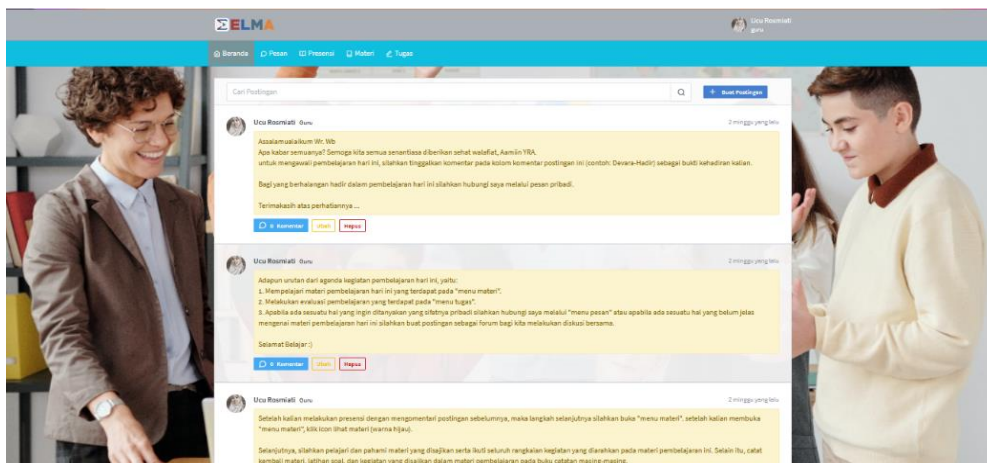 ELMA
Ucu Rosmiati
guru
Beranda Pesan Presensi Materi Tugas
Cari Postingan
+ Buat Postingan
Ucu Rosmiati Guru
2 minggu yang lalu
Assalamualaikum Wr. Wb
Apa kabar semuanya? Semoga kita semua senantiasa diberikan sehat walafiat, Aamiin YRA.
untuk mengawali pembelajaran hari ini, silahkan tinggalkan komentar pada kolom komentar postingan ini (contoh: Devara-Hadir) sebagai bukti kehadiran kalian.
Bagi yang berhalangan hadir dalam pembelajaran hari ini silahkan hubungi saya melalui pesan pribadi.
Terimakasih atas perhatiannya ...
Komentar Ubah Hapus
Ucu Rosmiati Guru
2 minggu yang lalu
Adapun urutan dari agenda kegiatan pembelajaran hari ini, yaitu:
1. Mempelajari materi pembelajaran hari ini yang terdapat pada "menu materi".
2. Melakukan evaluasi pembelajaran yang terdapat pada "menu tugas".
3. Apabila ada sesuatu hal yang ingin ditanyakan yang sifatnya pribadi silahkan hubungi saya melalui "menu pesan" atau apabila ada sesuatu hal yang belum jelas
mengenai materi pembelajaran hari ini silahkan buat postingan sebagai forum bagi kita melakukan diskusi bersama.
Selamat Belajar :)
Komentar Ubah Hapus
Ucu Rosmiati Guru
2 minggu yang lalu
Setelah kalian melakukan presensi dengan mengomentari postingan sebelumnya, maka langkah selanjutnya silahkan buka "menu materi". setelah kalian membuka
"menu materi", klik icon lihat materi (warna hijau).
Selanjutnya, silahkan pelajari dan pahami materi yang disajikan serta ikuti seluruh rangkaian kegiatan yang diarahkan pada materi pembelajaran ini. Selain itu, catat
kembali materi, latihan soal, dan kegiatan yang disajikan dalam materi pembelajaran pada buku catatan masing-masing.